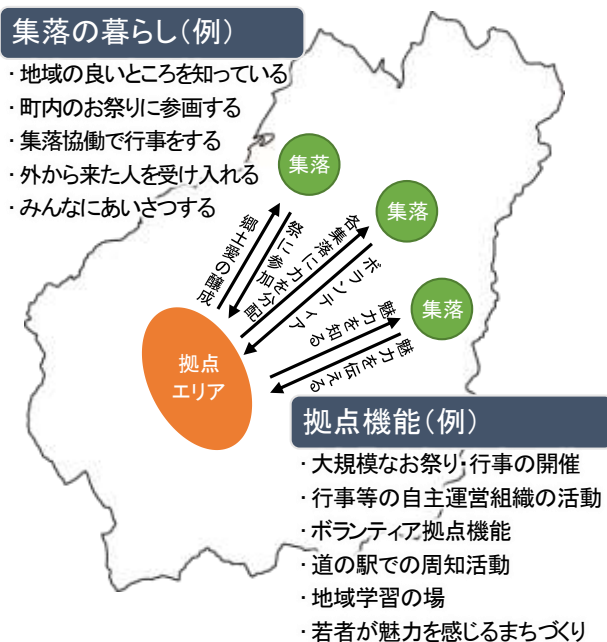 集落の暮らし（例）
・地域の良いところを知っている
・町内のお祭りに参画する
・集落協働で行事をする
・外から来た人を受け入れる
・みんなにあいさつする
集落
集落
集落
郷土愛の醸成
祭に参加
各集落に力を分配
ボランティア
魅力を知る
魅力を伝える
拠点
エリア
拠点機能（例）
・大規模なお祭り・行事の開催
・行事等の自主運営組織の活動
・ボランティア拠点機能
・道の駅での周知活動
・地域学習の場
・若者が魅力を感じるまちづくり